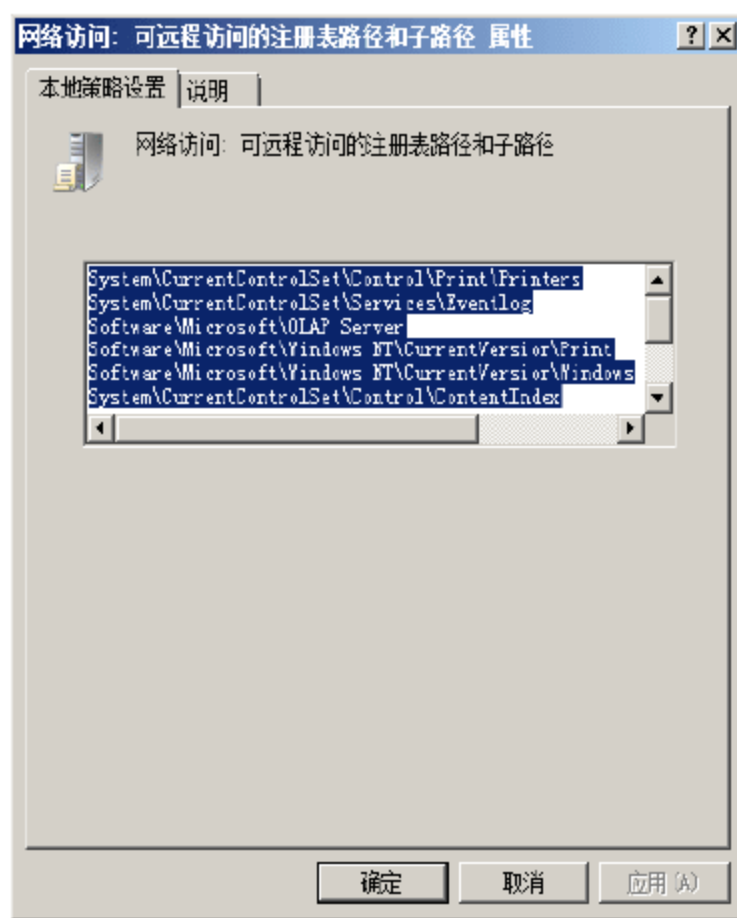 网络访问: 可远程访问的注册表路径和子路径 属性
本地策略设置
说明
网络访问: 可远程访问的注册表路径和子路径
System\CurrentControlSet\Control\Print\Printers
System\CurrentControlSet\Services\Eventlog
Software\Microsoft\OLAP Server
Software\Microsoft\Windows NT\CurrentVersion\Print
Software\Microsoft\Windows NT\CurrentVersion\Windows
System\CurrentControlSet\Control\ContentIndex
确定
取消
应用(A)